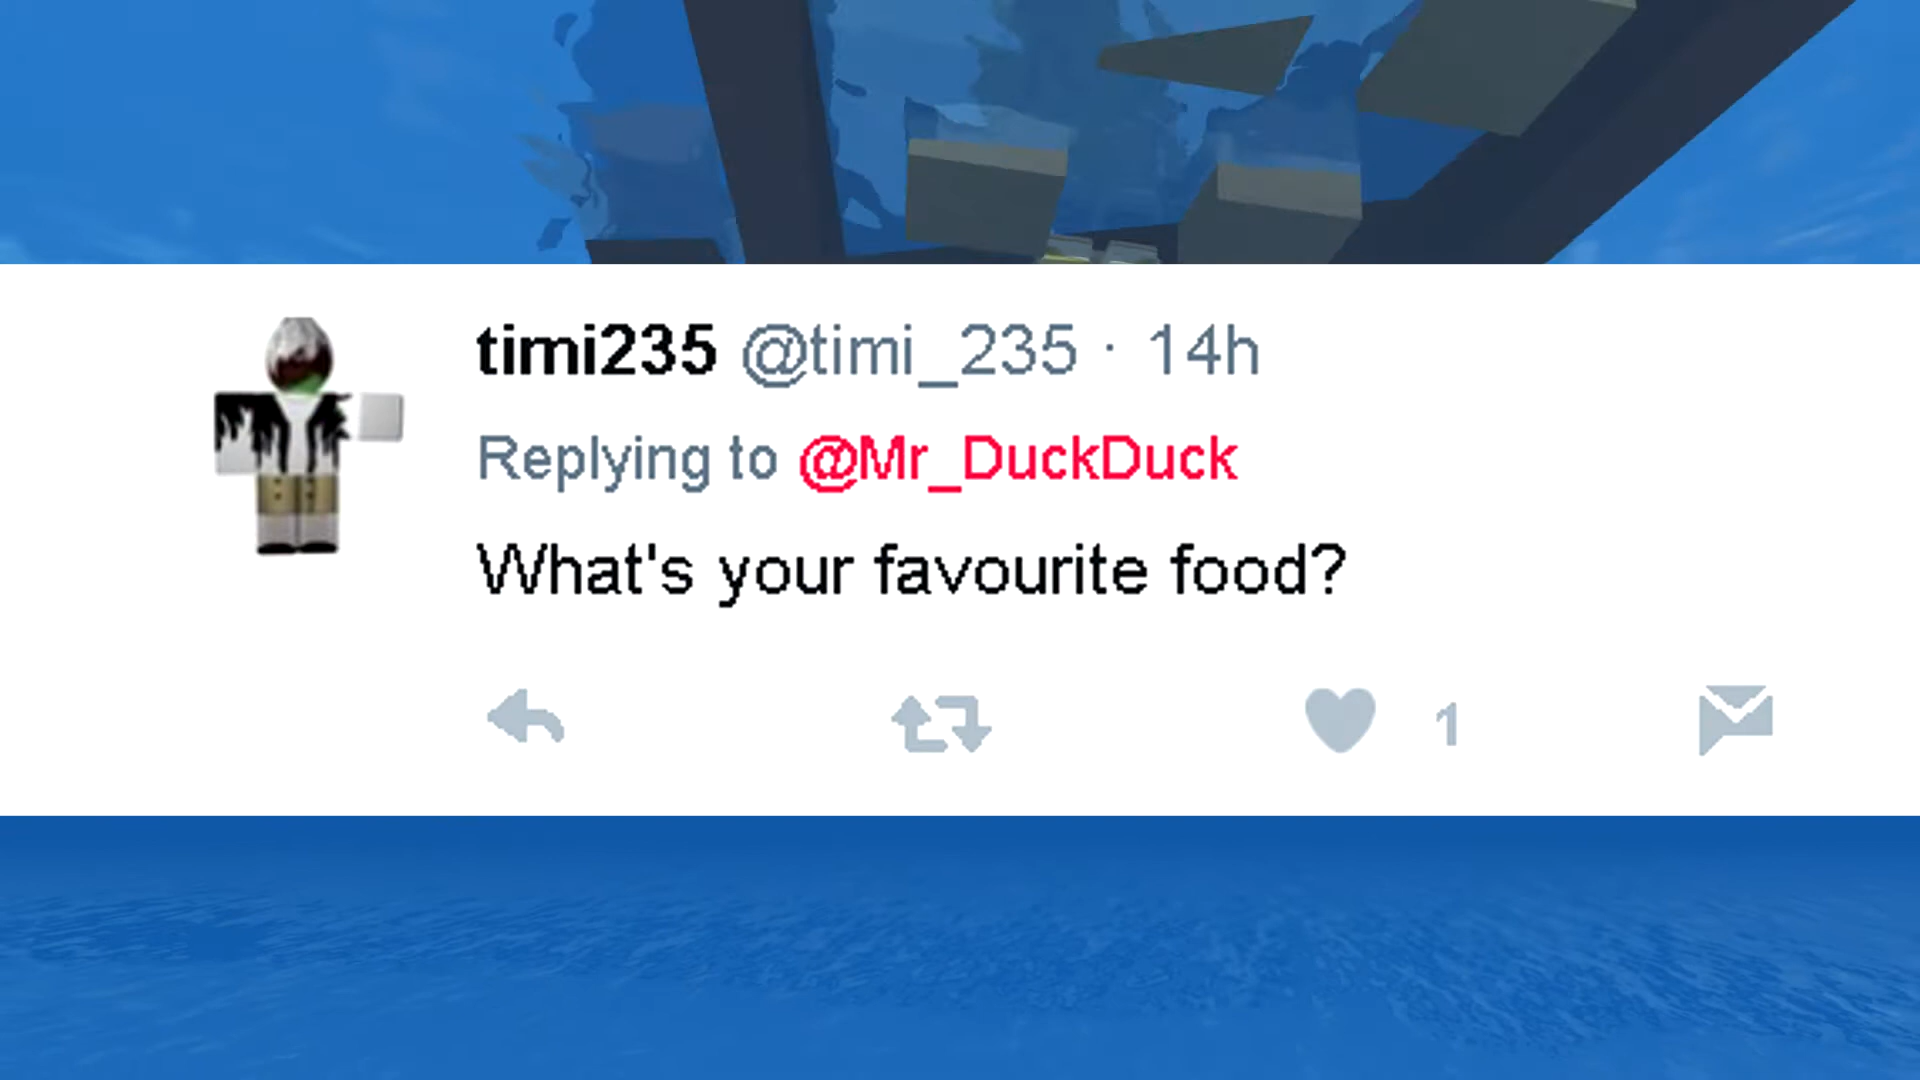 timi235 @timi_235 · 14h
Replying to @Mr_DuckDuck
What's your favourite food?
1